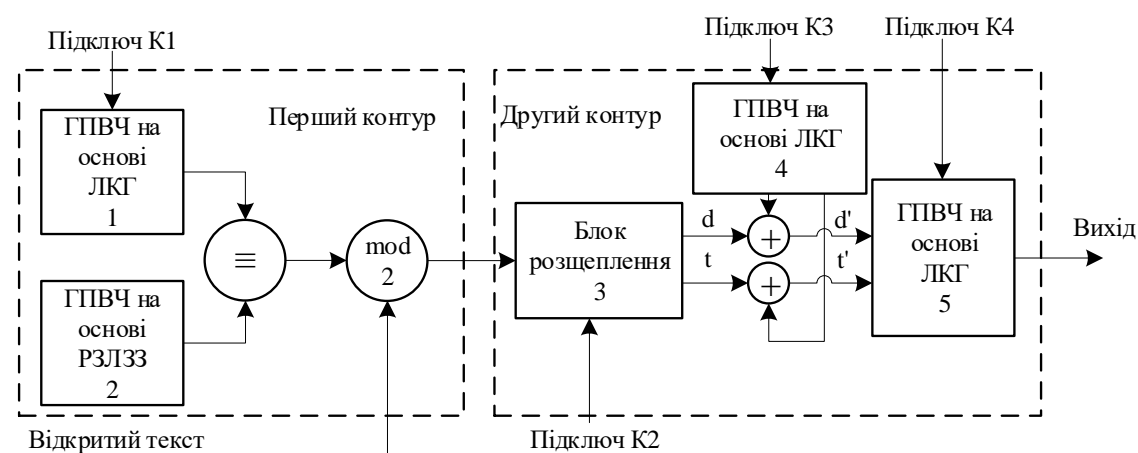 Підключ К1
Підключ К3
Підключ К4
ГПВЧ на
основі
ЛКГ
1
Перший контур
ГПВЧ на
основі
РЗЛЗЗ
2
≡
mod
2
Відкритий текст
Другий контур
ГПВЧ на
основі ЛКГ
4
Блок
розщеплення
3
d
t
+
+
d'
t'
ГПВЧ на
основі
ЛКГ
5
Вихід
Підключ К2